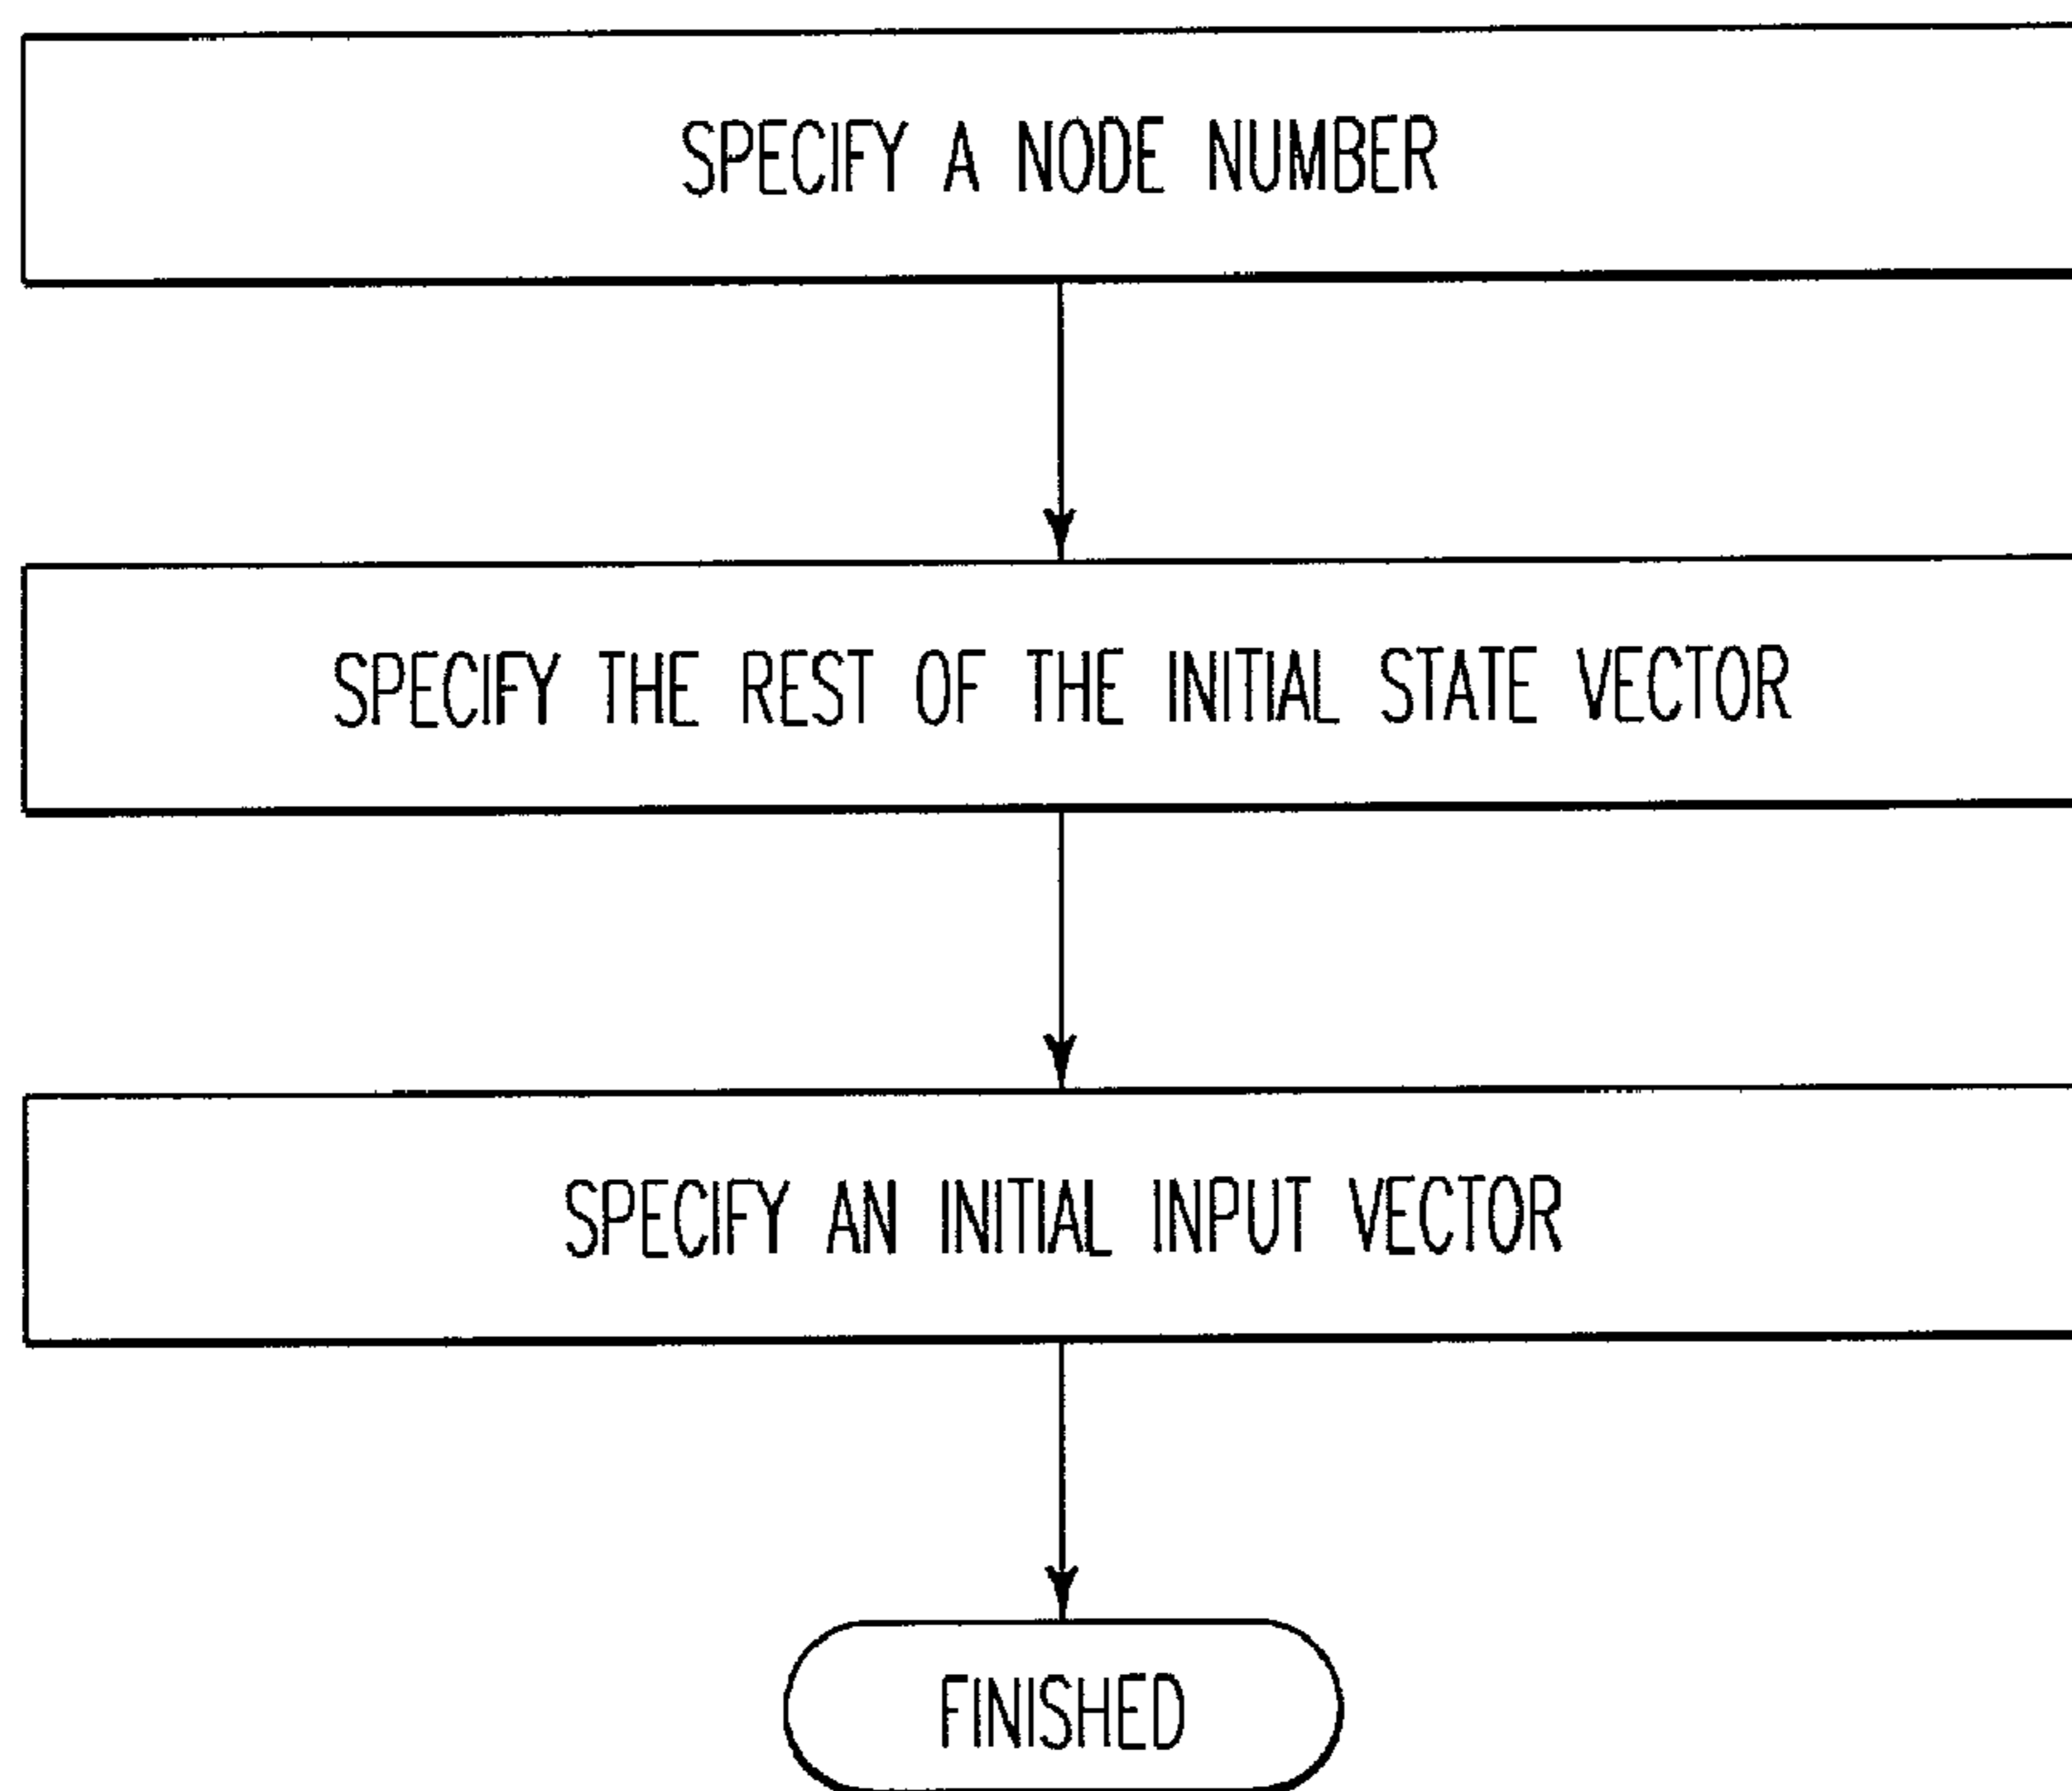 SPECIFY A NODE NUMBER
SPECIFY THE REST OF THE INITIAL STATE VECTOR
SPECIFY AN INITIAL INPUT VECTOR
FINISHED